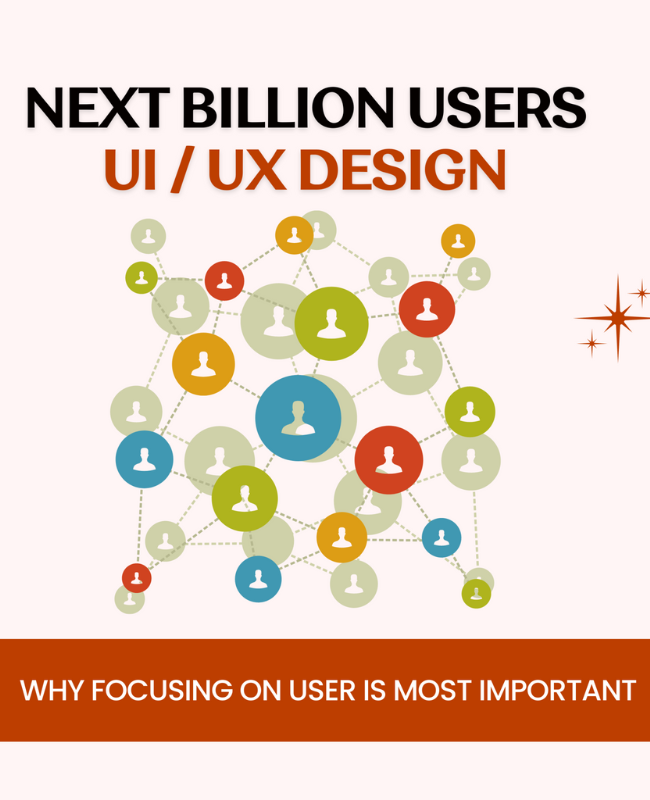 NEXT BILLION USERS
UI / UX DESIGN
WHY FOCUSING ON USER IS MOST IMPORTANT